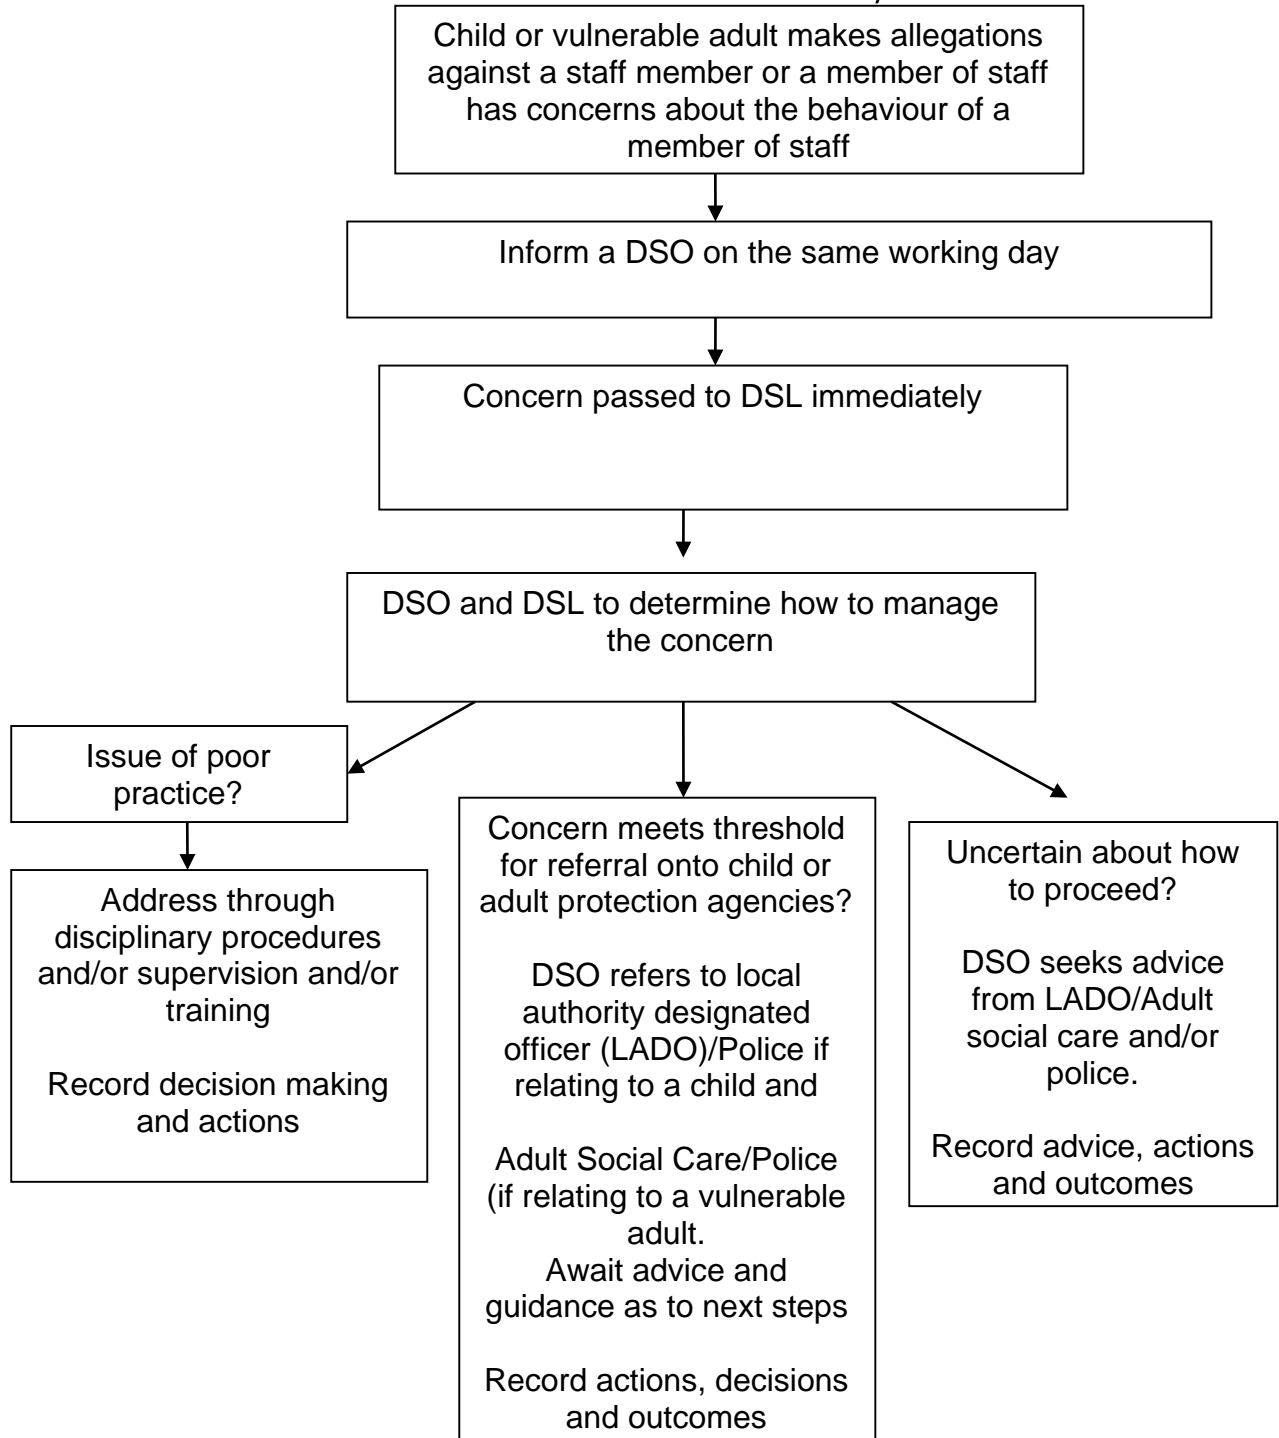 Child or vulnerable adult makes allegations
against a staff member or a member of staff
has concerns about the behaviour of a
member of staff
Inform a DSO on the same working day
Concern passed to DSL immediately
DSO and DSL to determine how to manage
the concern
Issue of poor
practice?
Address through
disciplinary procedures
and/or supervision and/or
training
Record decision making
and actions
Concern meets threshold
for referral onto child or
adult protection agencies?
DSO refers to local
authority designated
officer (LADO)/Police if
relating to a child and
Adult Social Care/Police
(if relating to a vulnerable
adult.
Await advice and
guidance as to next steps
Record actions, decisions
and outcomes
Uncertain about how
to proceed?
DSO seeks advice
from LADO/Adult
social care and/or
police.
Record advice, actions
and outcomes